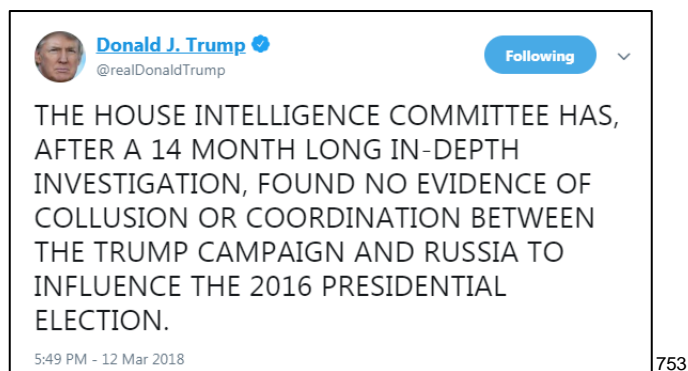 Donald J. Trump
Following
@realDonaldTrump
THE HOUSE INTELLIGENCE COMMITTEE HAS,
AFTER A 14 MONTH LONG IN-DEPTH
INVESTIGATION, FOUND NO EVIDENCE OF
COLLUSION OR COORDINATION BETWEEN
THE TRUMP CAMPAIGN AND RUSSIA TO
INFLUENCE THE 2016 PRESIDENTIAL
ELECTION.
5:49 PM - 12 Mar 2018
753